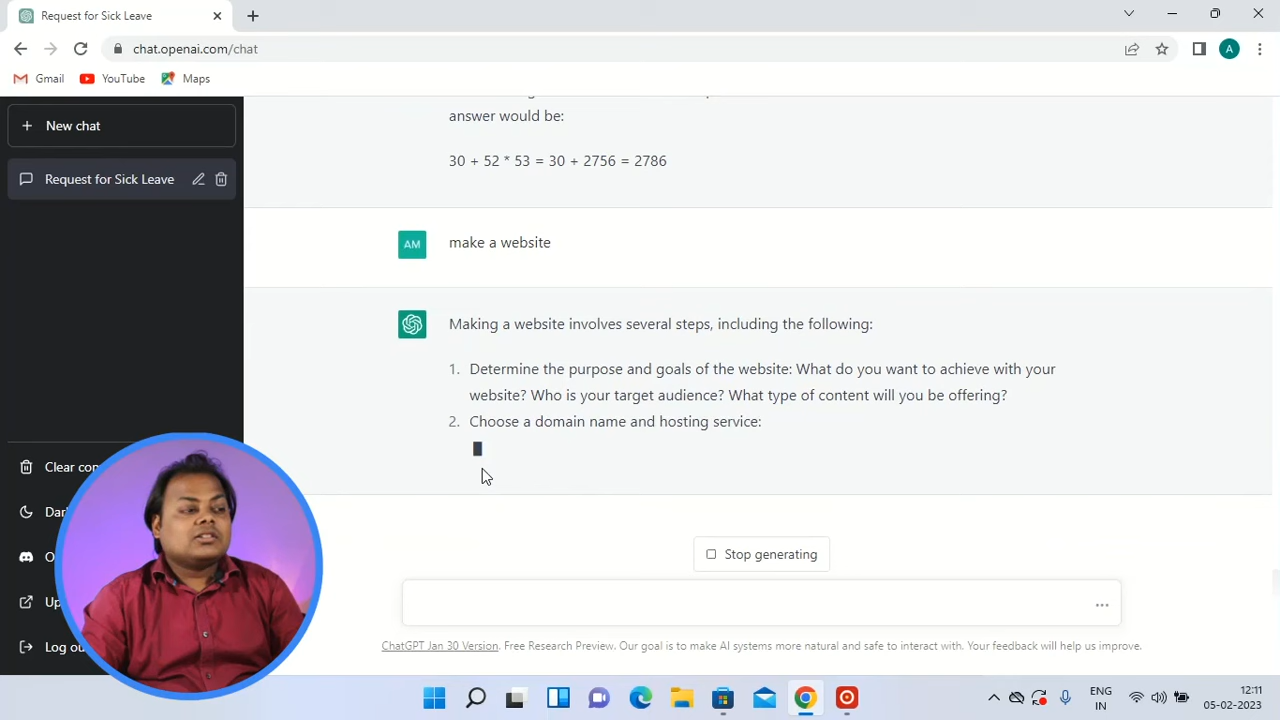 Request for Sick Leave
chat.openai.com/chat
A
Gmail
YouTube
Maps
New chat
Request for Sick Leave
Clear
Log
answer would be:
30 + 52 * 53 = 30 + 2756 = 2786
AM
make a website
Making a website involves several steps, including the following:
1. Determine the purpose and goals of the website: What do you want to achieve with your
website? Who is your target audience? What type of content will you be offering?
2. Choose a domain name and hosting service:
Stop generating
ChatGPT Jan 30 Version. Free Research Preview. Our goal is to make AI systems more natural and safe to interact with. Your feedback will help us improve.
ENG
IN
12:11
05-02-2023